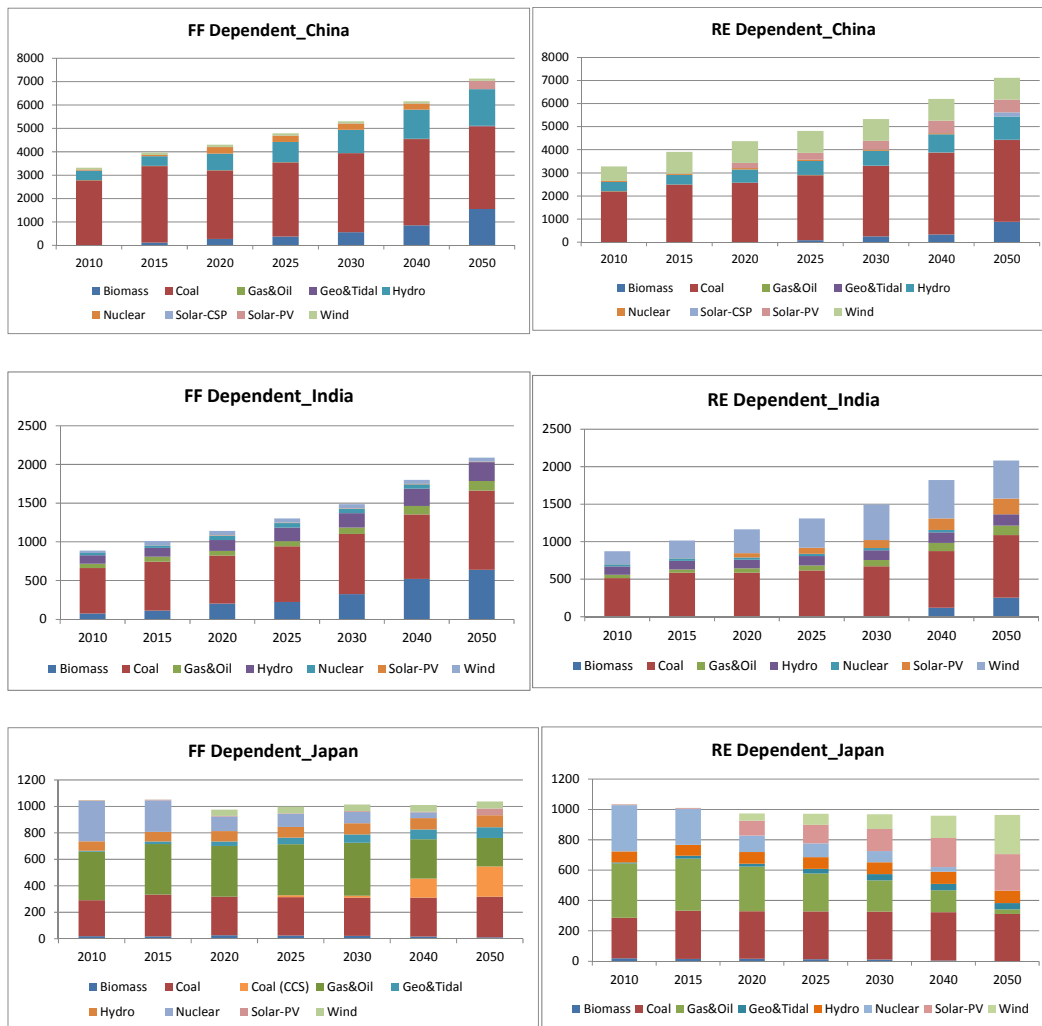 FF Dependent_China
8000
7000
6000
5000
4000
3000
2000
1000
0
2010 2015 2020 2025 2030 2040 2050
Biomass Coal Gas&Oil Geo&Tidal Hydro
Nuclear Solar-CSP Solar-PV Wind
RE Dependent_China
8000
7000
6000
5000
4000
3000
2000
1000
0
2010 2015 2020 2025 2030 2040 2050
Biomass Coal Gas&Oil Geo&Tidal Hydro
Nuclear Solar-CSP Solar-PV Wind
FF Dependent_India
2500
2000
1500
1000
500
0
2010 2015 2020 2025 2030 2040 2050
Biomass Coal Gas&Oil Hydro Nuclear Solar-PV Wind
RE Dependent_India
2500
2000
1500
1000
500
0
2010 2015 2020 2025 2030 2040 2050
Biomass Coal Gas&Oil Hydro Nuclear Solar-PV Wind
FF Dependent_Japan
1200
1000
800
600
400
200
0
2010 2015 2020 2025 2030 2040 2050
Biomass Coal Coal (CCS) Gas&Oil Geo&Tidal
Hydro Nuclear Solar-PV Wind
RE Dependent_Japan
1200
1000
800
600
400
200
0
2010 2015 2020 2025 2030 2040 2050
Biomass Coal Gas&Oil Geo&Tidal Hydro Nuclear Solar-PV Wind